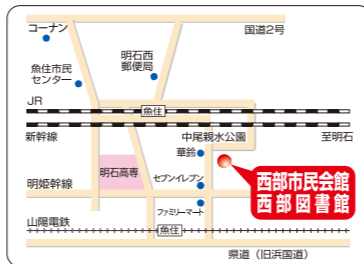 コーナン
国道2号
明石西
郵便局
魚住市民
センター
JR
魚住
新幹線
中尾親水公園
至明石
華鈴
明石高専
セブンイレブン
西部市民会館
西部図書館
明姫幹線
ファミリーマート
山陽電鉄
魚住
県道（旧浜国道）